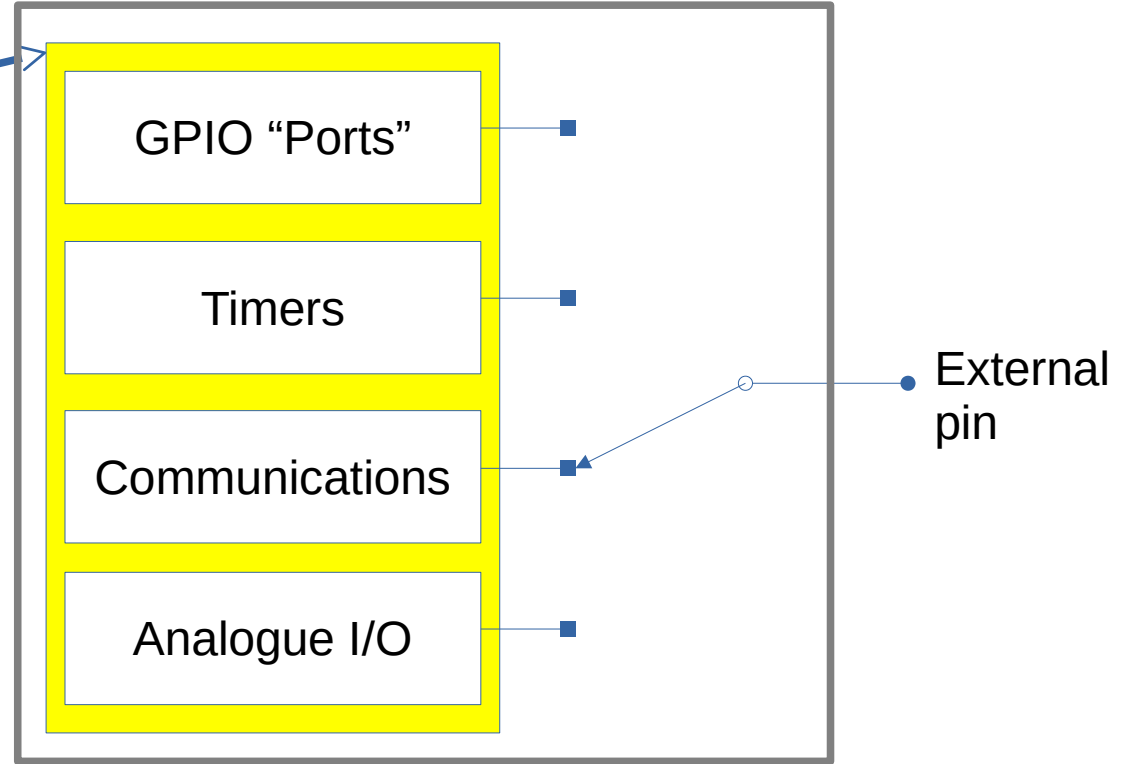 GPIO “Ports”
Timers
External
pin
Communications
Analogue I/O